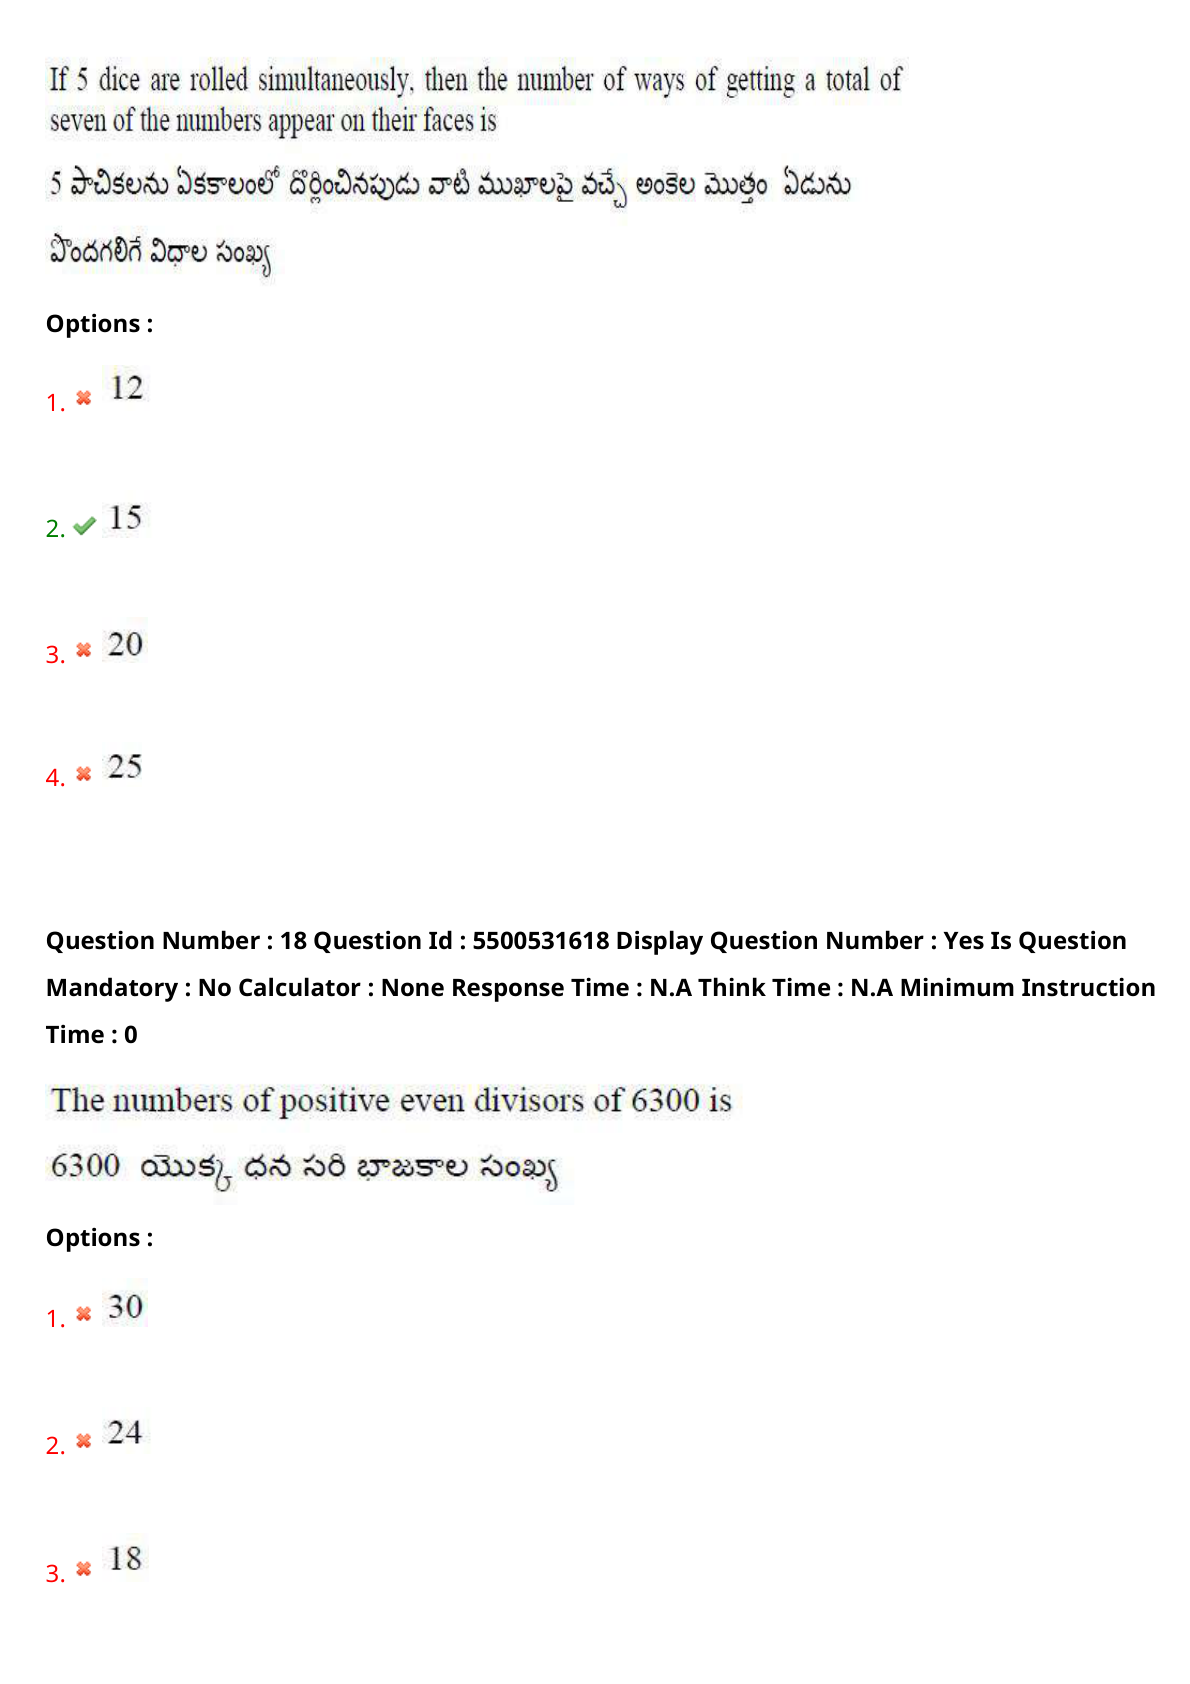 If 5 dice are rolled simultaneously, then the number of ways of getting a total of
seven of the numbers appear on their faces is
5 పాచికలను ఏకకాలంలో దొర్లించినపుడు వాటి ముఖాలపై వచ్చే అంకెల మొత్తం ఏడును
పొందగలిగే విధాల సంఖ్య
Options :
1. 12
2. 15
3. 20
4. 25
Question Number : 18 Question Id : 5500531618 Display Question Number : Yes Is Question
Mandatory : No Calculator : None Response Time : N.A Think Time : N.A Minimum Instruction
Time : 0
The numbers of positive even divisors of 6300 is
6300 యొక్క ధన సరి భాజకాల సంఖ్య
Options :
1. 30
2. 24
3. 18